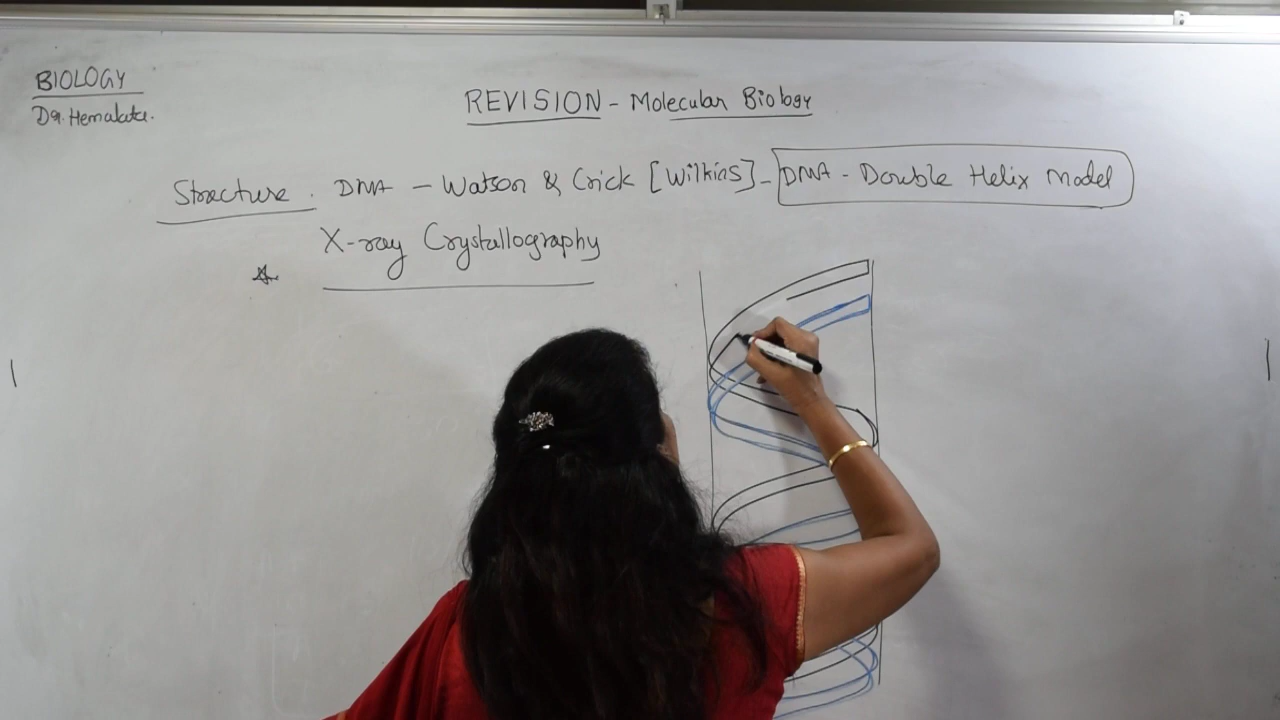 BIOLOGY
Dr. Hemalata.
REVISION - Molecular Biology
Structure. DNA - Watson & Crick [Wilkins] - DNA - Double Helix Model
X-ray Crystallography